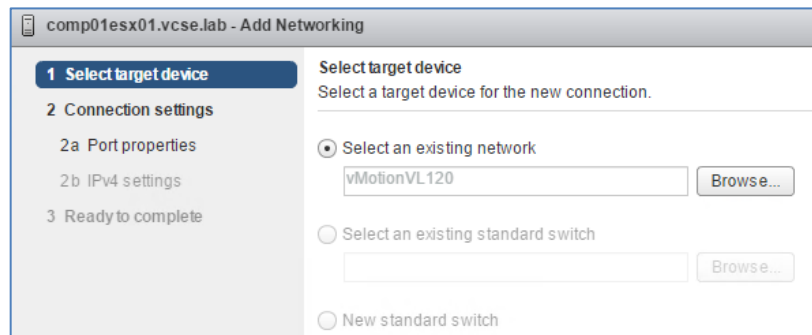 comp01esx01.vcse.lab - Add Networking
1 Select target device
2 Connection settings
2a Port properties
2b IPv4 settings
3 Ready to complete
Select target device
Select a target device for the new connection.
Select an existing network
vMotionVL120 Browse...
Select an existing standard switch
Browse...
New standard switch